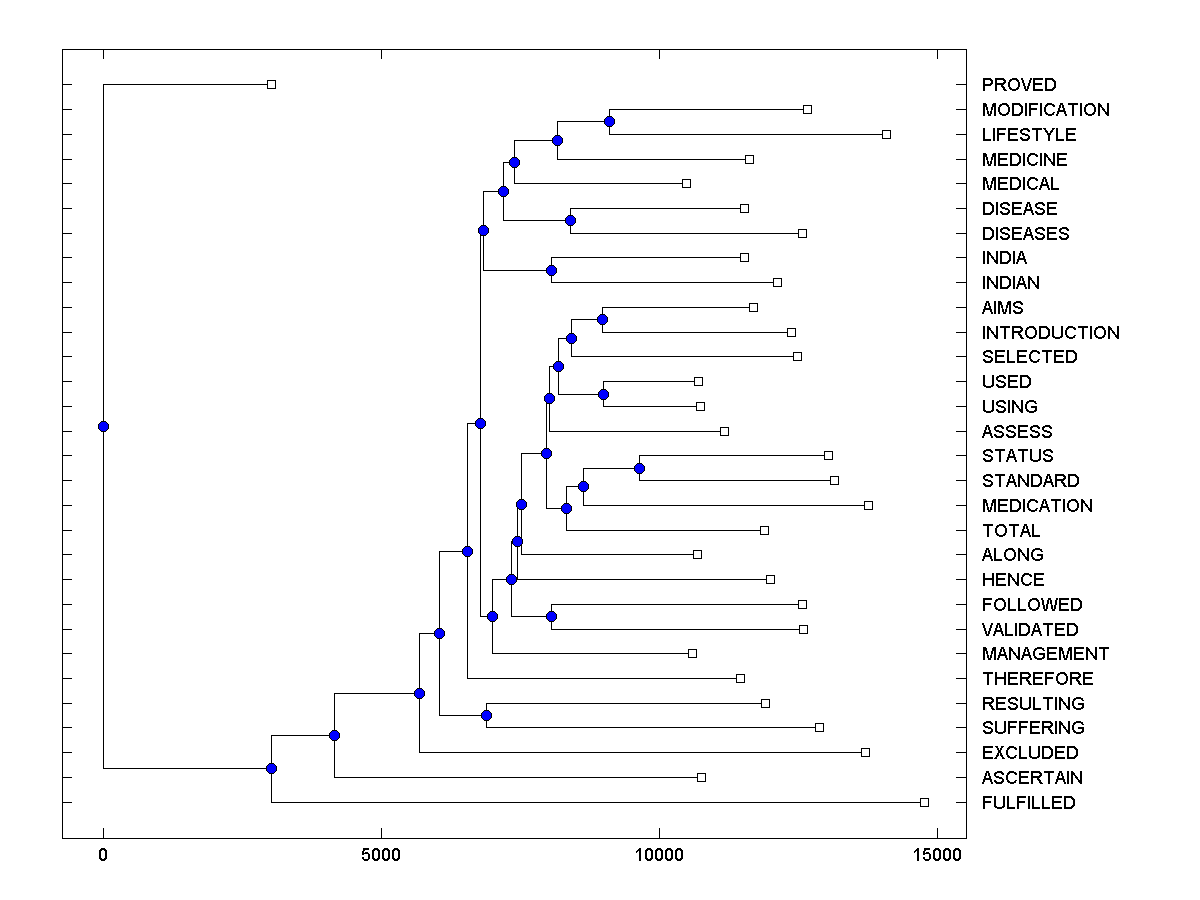 PROVED
MODIFICATION
LIFESTYLE
MEDICINE
MEDICAL
DISEASE
DISEASES
INDIA
INDIAN
AIMS
INTRODUCTION
SELECTED
USED
USING
ASSESS
STATUS
STANDARD
MEDICATION
TOTAL
ALONG
HENCE
FOLLOWED
VALIDATED
MANAGEMENT
THEREFORE
RESULTING
SUFFERING
EXCLUDED
ASCERTAIN
FULFILLED
0 5000 10000 15000